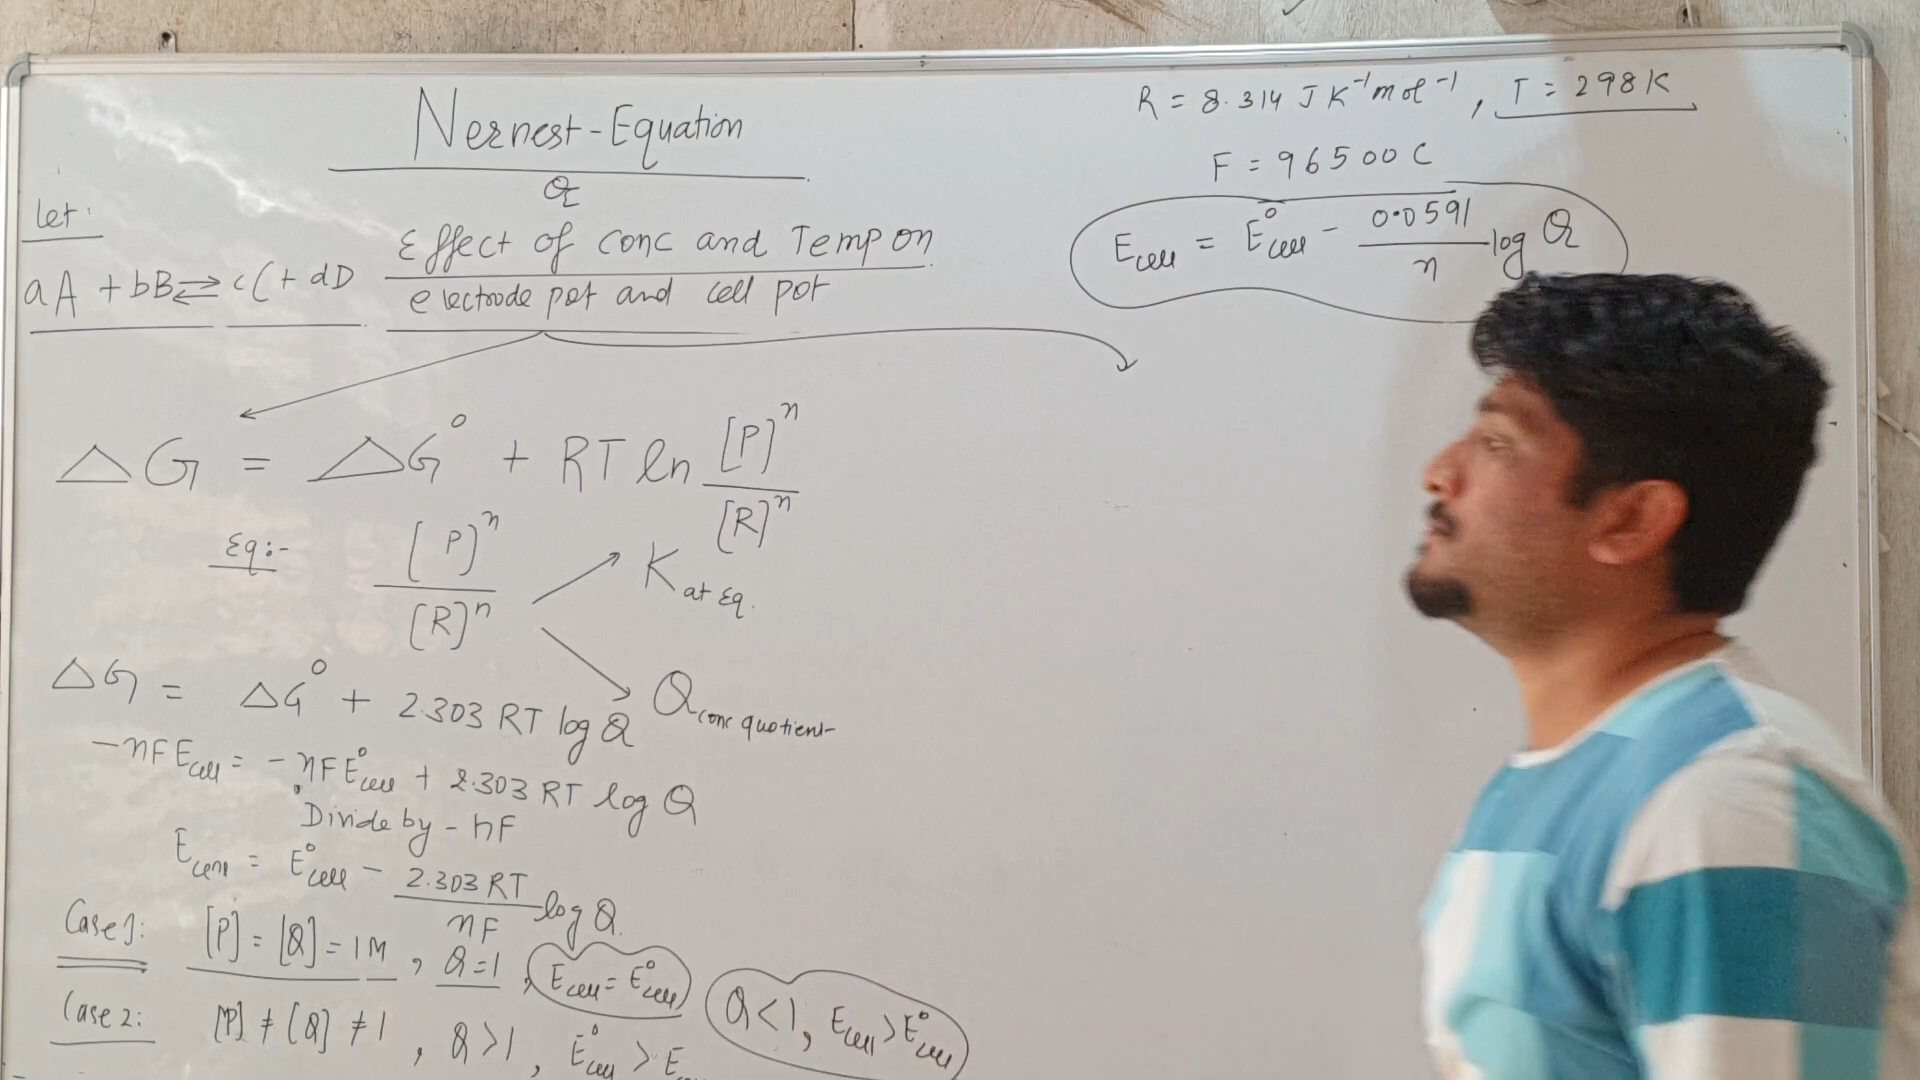 Nernest-Equation
Or
Effect of conc and Temp on
electrode pot and cell pot
let:
aA + bB ⇌ cC + dD
ΔG = ΔG° + RT ln [P]^n / [R]^n
Eq:- [P]^n / [R]^n
K at Eq.
Q conc quotient
ΔG = ΔG° + 2.303 RT log Q
-nFEcell = -nFE°cell + 2.303 RT log Q
Divide by - nF
Ecell = E°cell - 2.303 RT / nF log Q.
Case 1: [P] = [Q] = 1M, Q=1, Ecell = E°cell
Case 2: [P] ≠ [Q] ≠ 1, Q>1, E°cell > E
Q<1, Ecell > E°cell
R = 8.314 J K⁻¹ mol⁻¹, T = 298K
F = 96500 C
Ecell = E°cell - 0.0591 / n log Q